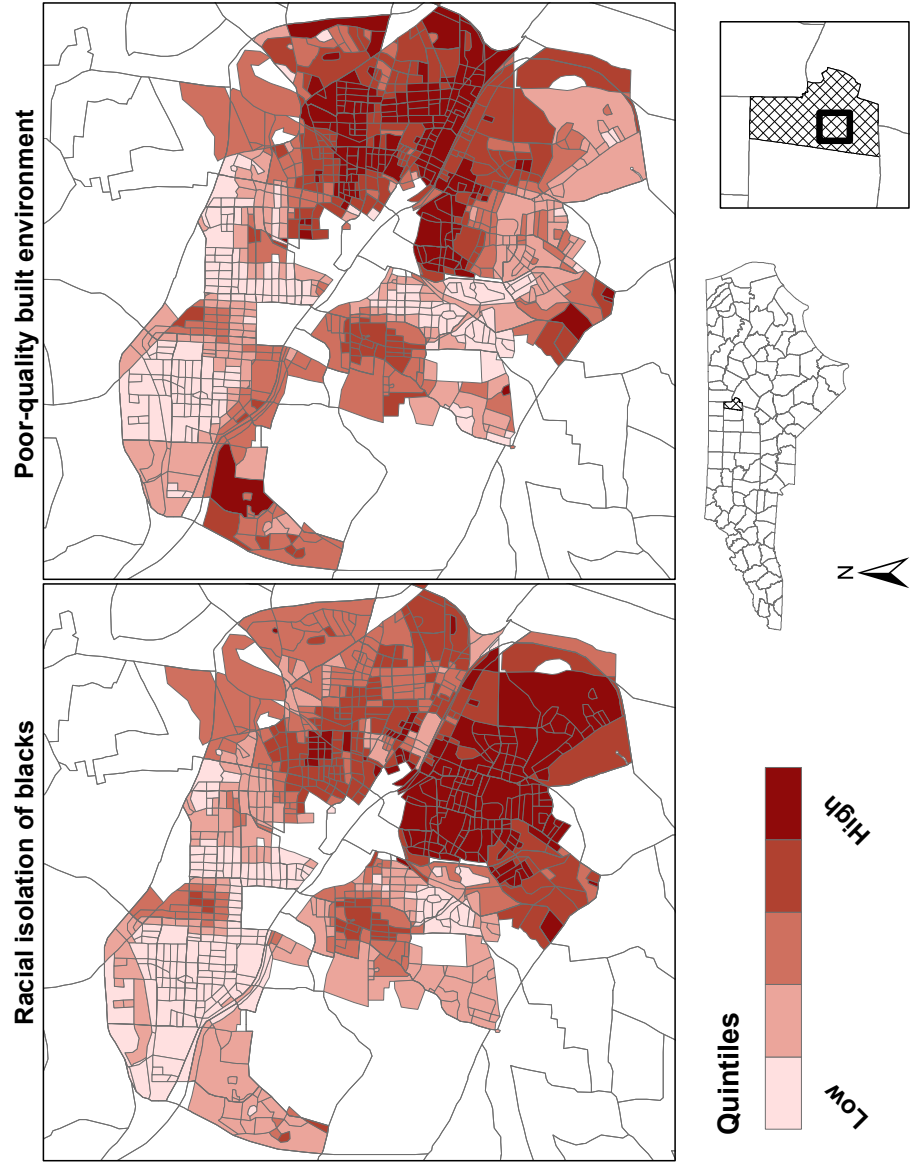 Racial isolation of blacks
Poor-quality built environment
Quintiles
Low
High
N